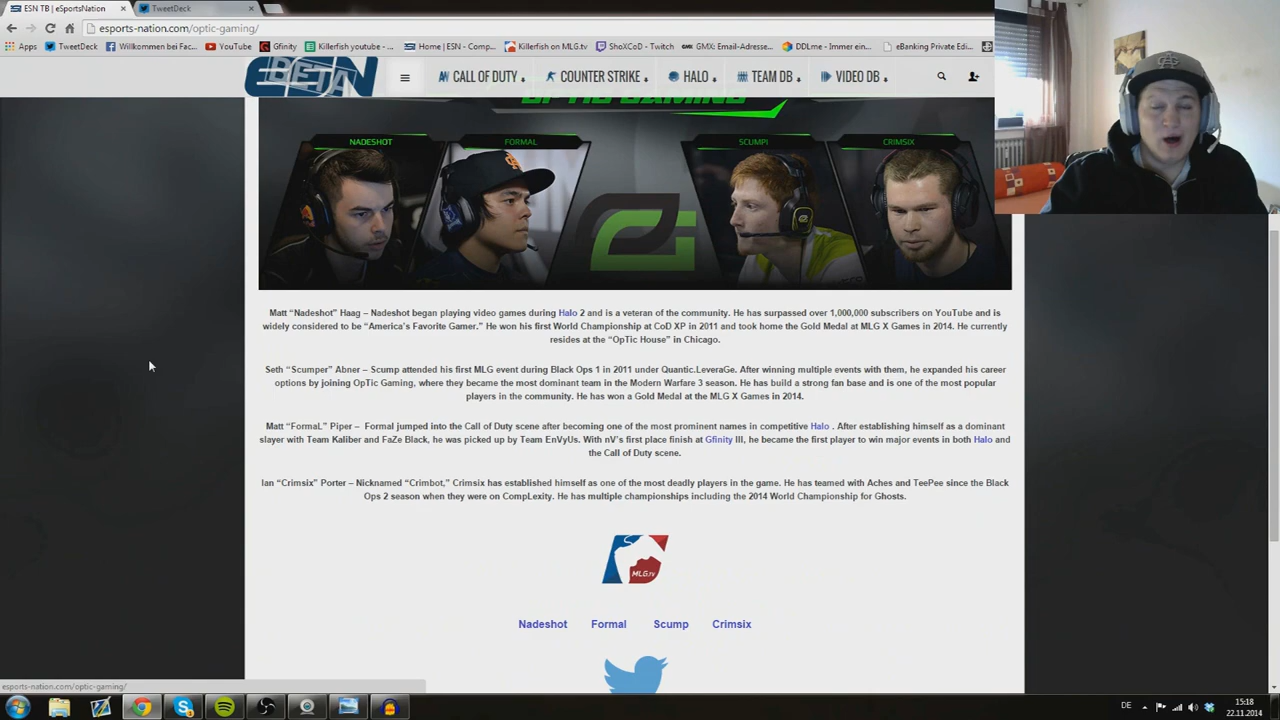 ESN TB | eSportsNation
TweetDeck
esports-nation.com/optic-gaming/
Apps TweetDeck Willkommen bei Fac... YouTube Gfinity Killerfish youtube - ... Home | ESN - Comp... Killerfish on MLG.tv ShoXCoD - Twitch GMX: Email-Adresse... DDLme - Immer ein... eBanking Private Edi...
BETA
CALL OF DUTY COUNTER STRIKE HALO TEAM DB VIDEO DB
OPTIC GAMING
NADESHOT FORMAL SCUMPI CRIMSIX
Matt “Nadeshot” Haag – Nadeshot began playing video games during Halo 2 and is a veteran of the community. He has surpassed over 1,000,000 subscribers on YouTube and is
widely considered to be “America’s Favorite Gamer.” He won his first World Championship at CoD XP in 2011 and took home the Gold Medal at MLG X Games in 2014. He currently
resides at the “OpTic House” in Chicago.
Seth “Scumper” Abner – Scump attended his first MLG event during Black Ops 1 in 2011 under Quantic.LeveraGe. After winning multiple events with them, he expanded his career
options by joining OpTic Gaming, where they became the most dominant team in the Modern Warfare 3 season. He has build a strong fan base and is one of the most popular
players in the community. He has won a Gold Medal at the MLG X Games in 2014.
Matt “FormaL” Piper – Formal jumped into the Call of Duty scene after becoming one of the most prominent names in competitive Halo . After establishing himself as a dominant
slayer with Team Kaliber and FaZe Black, he was picked up by Team EnVyUs. With nV’s first place finish at Gfinity III, he became the first player to win major events in both Halo and
the Call of Duty scene.
Ian “Crimsix” Porter – Nicknamed “Crimbot,” Crimsix has established himself as one of the most deadly players in the game. He has teamed with Aches and TeePee since the Black
Ops 2 season when they were on CompLexity. He has multiple championships including the 2014 World Championship for Ghosts.
MLG.tv
Nadeshot Formal Scump Crimsix
esports-nation.com/optic-gaming/
DE
15:18
22.11.2014